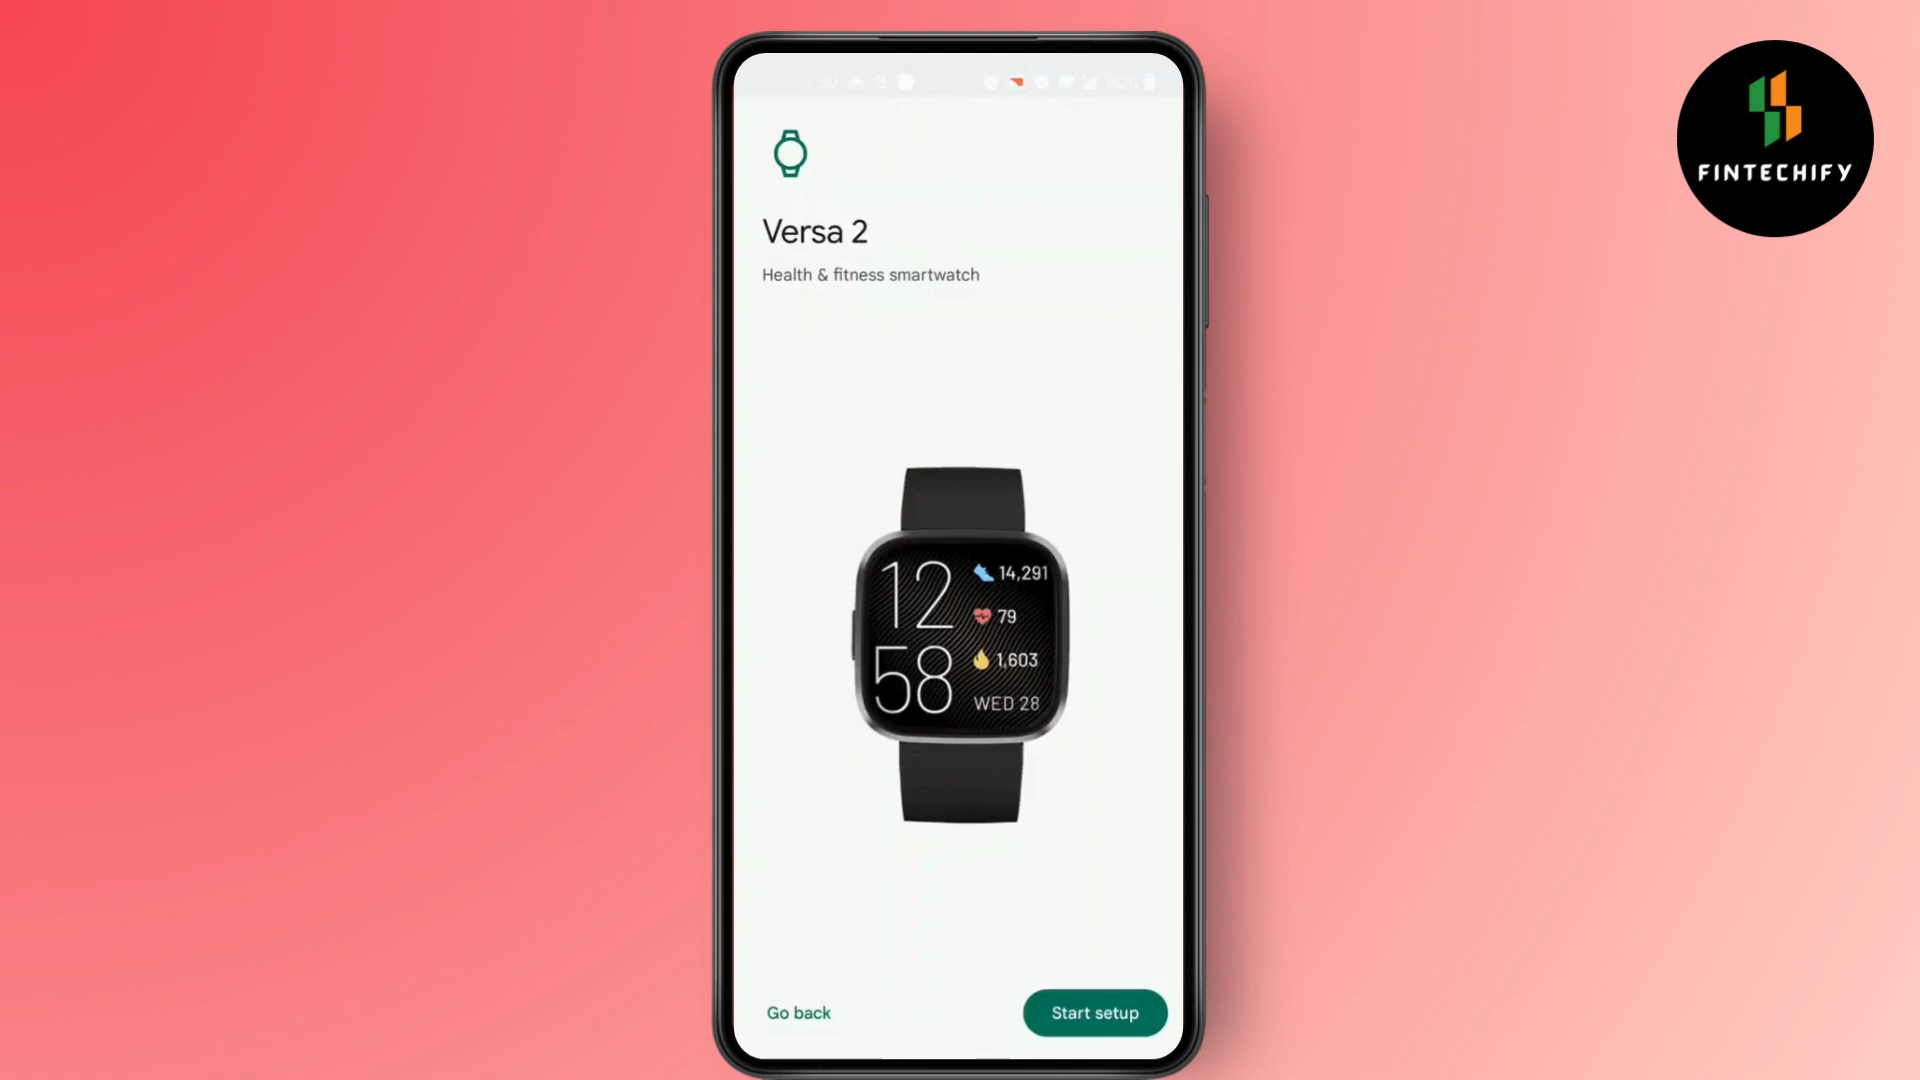 FINTECHIFY
Versa 2
Health & fitness smartwatch
12
58
14,291
79
1,603
WED 28
Go back
Start setup